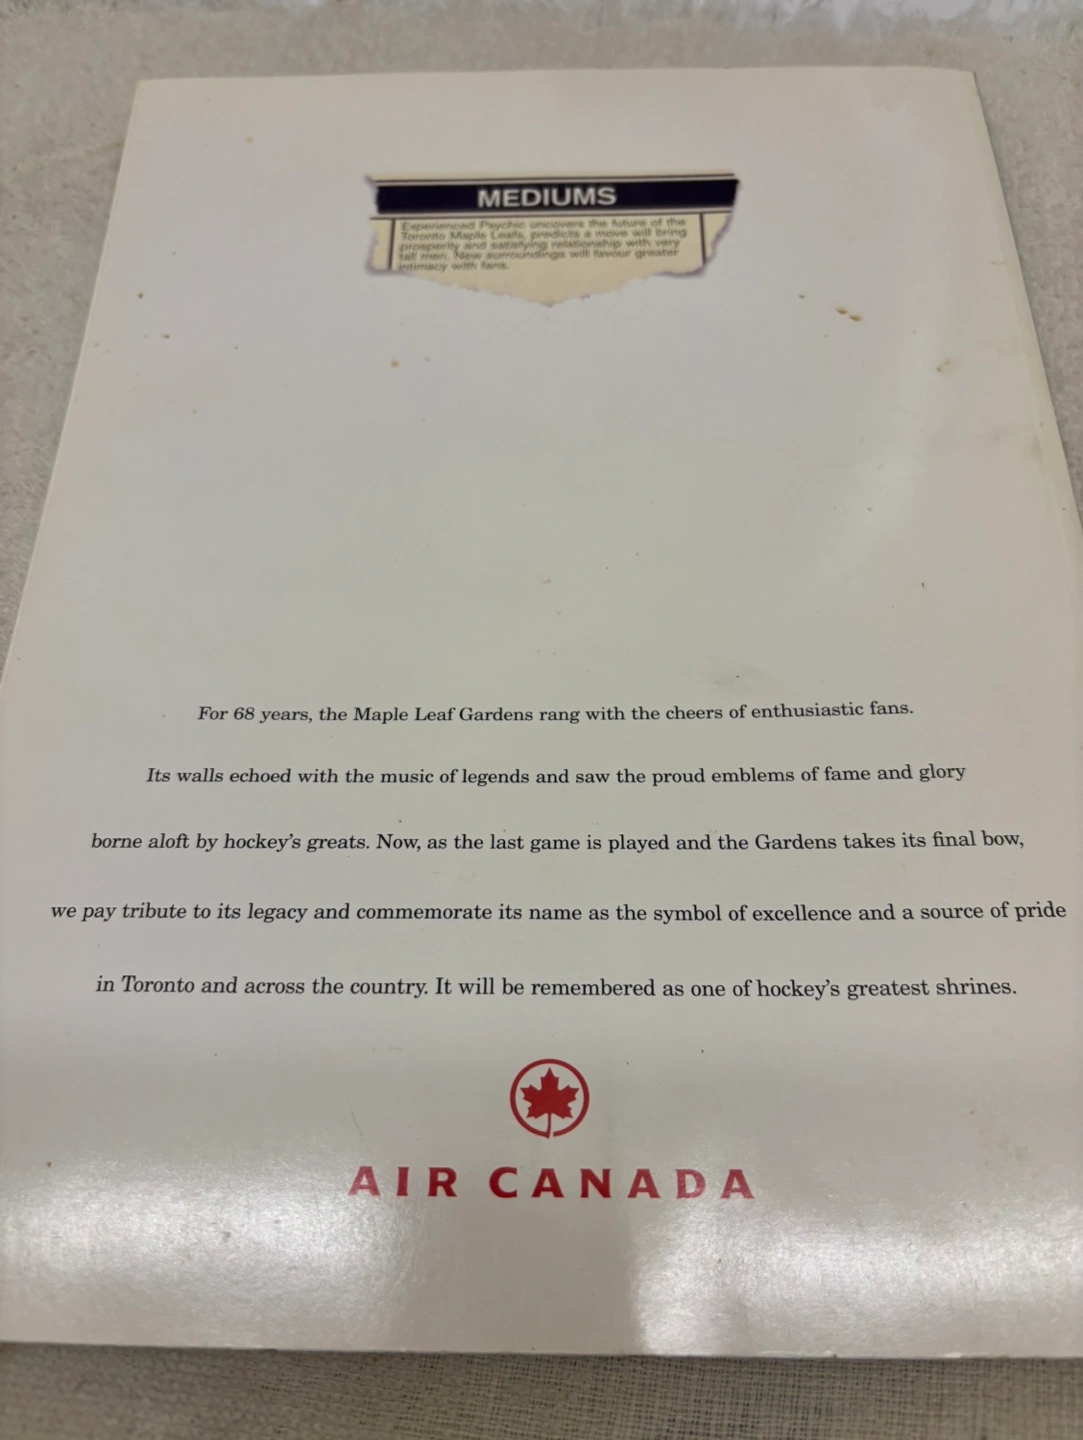 MEDIUMS
Experienced Psychic uncovers the future of the
Toronto Maple Leafs, predicts a move will bring
prosperity and satisfying relationship with very
tall men. New surroundings will favour greater
intimacy with fans.
For 68 years, the Maple Leaf Gardens rang with the cheers of enthusiastic fans.
Its walls echoed with the music of legends and saw the proud emblems of fame and glory
borne aloft by hockey's greats. Now, as the last game is played and the Gardens takes its final bow,
we pay tribute to its legacy and commemorate its name as the symbol of excellence and a source of pride
in Toronto and across the country. It will be remembered as one of hockey's greatest shrines.
AIR CANADA